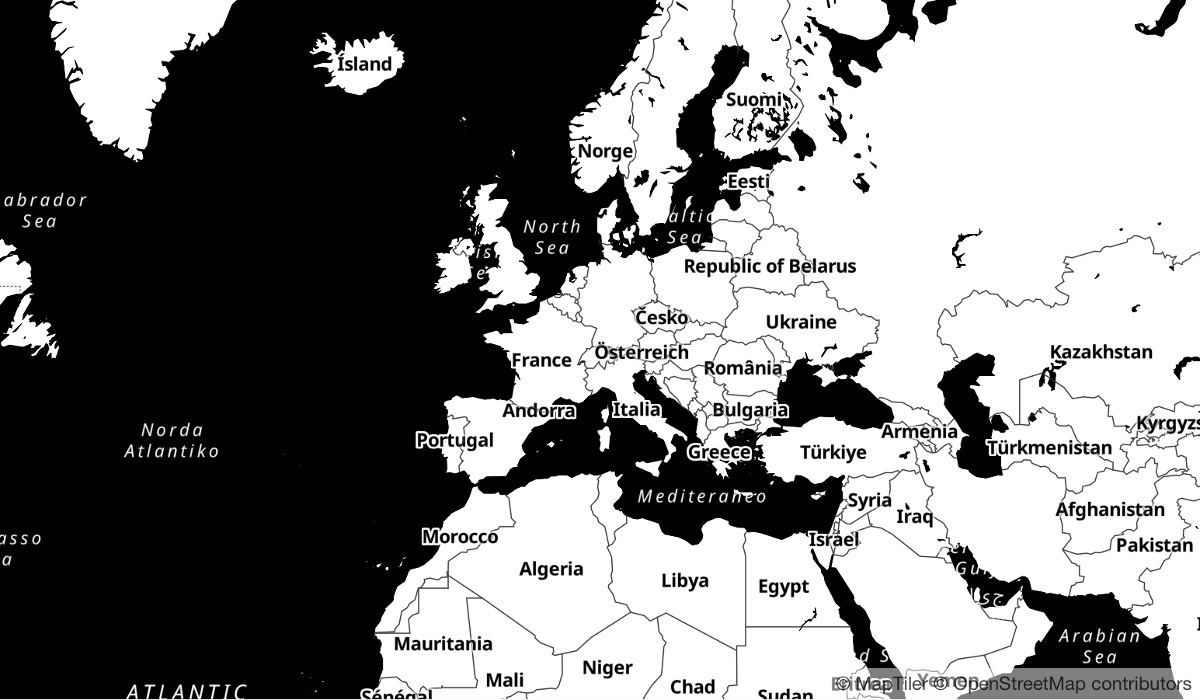 Ísland
Suomi
Norge
Eesti
abrador
Sea
North
Sea
altic
Sea
Republic of Belarus
Česko
Ukraine
Österreich
France
România
Kazakhstan
Andorra
Italia
Bulgaria
Norda
Atlantiko
Portugal
Armenia
Kyrgyzs
Greece
Türkiye
Türkmenistan
Mediteraneo
Syria
Iraq
Afghanistan
Morocco
Israel
Pakistan
asso
a
Algeria
Libya
Egypt
Gulf
Mauritania
Arabian
Sea
Mali
Niger
Chad
Sudan
Sénégal
ATLANTIC
Yemen
© MapTiler © OpenStreetMap contributors